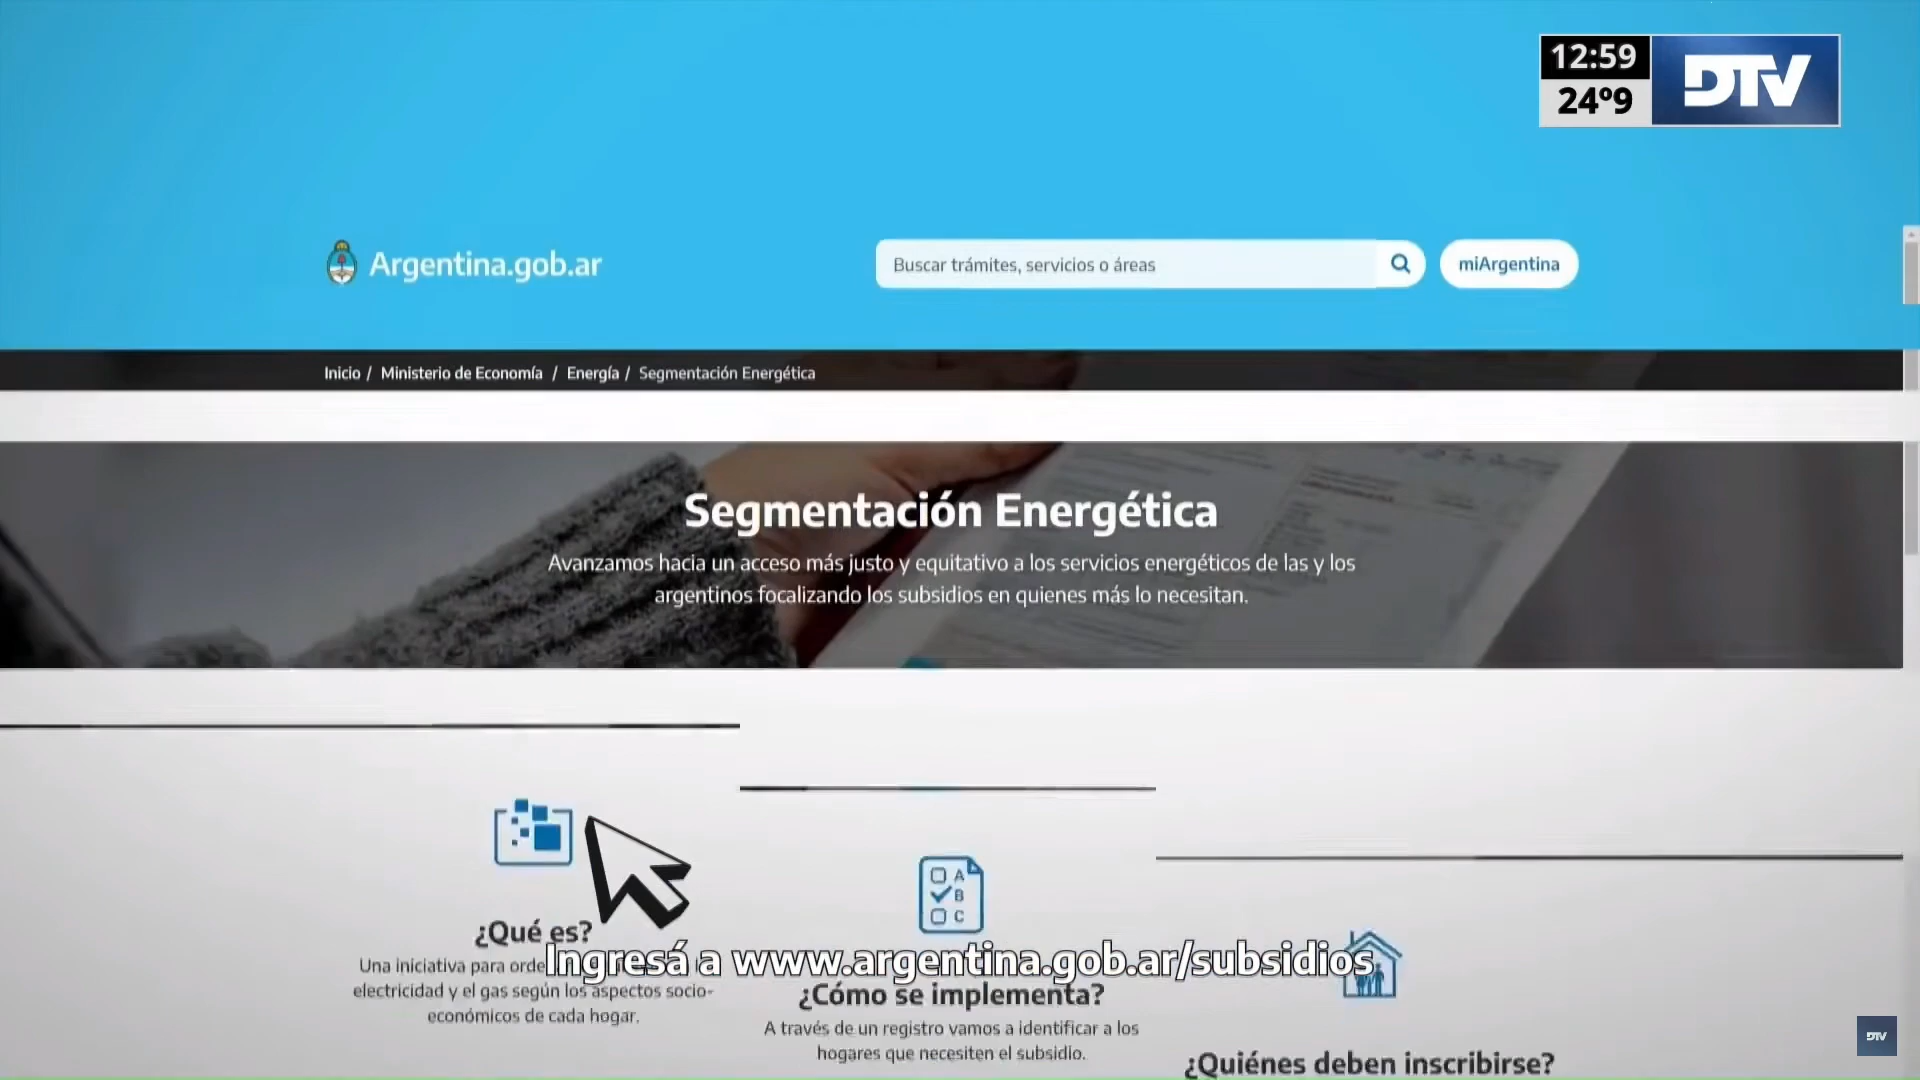 12:59
24º9
DTV
Argentina.gob.ar
Buscar trámites, servicios o áreas
miArgentina
Inicio / Ministerio de Economía / Energía / Segmentación Energética
Segmentación Energética
Avanzamos hacia un acceso más justo y equitativo a los servicios energéticos de las y los
argentinos focalizando los subsidios en quienes más lo necesitan.
¿Qué es?
Una iniciativa para
electricidad y el gas según los aspectos socio-
económicos de cada hogar.
A
B
C
Ingresá a www.argentina.gob.ar/subsidios
¿Cómo se implementa?
A través de un registro vamos a identificar a los
hogares que necesiten el subsidio.
¿Quiénes deben inscribirse?
DTV